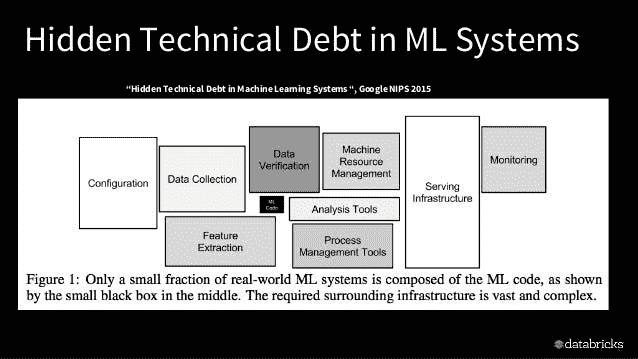 Hidden Technical Debt in ML Systems
“Hidden Technical Debt in Machine Learning Systems “, Google NIPS 2015
Configuration
Data Collection
Feature
Extraction
Data
Verification
ML
Code
Machine
Resource
Management
Analysis Tools
Process
Management Tools
Serving
Infrastructure
Monitoring
Figure 1: Only a small fraction of real-world ML systems is composed of the ML code, as shown
by the small black box in the middle. The required surrounding infrastructure is vast and complex.
databricks